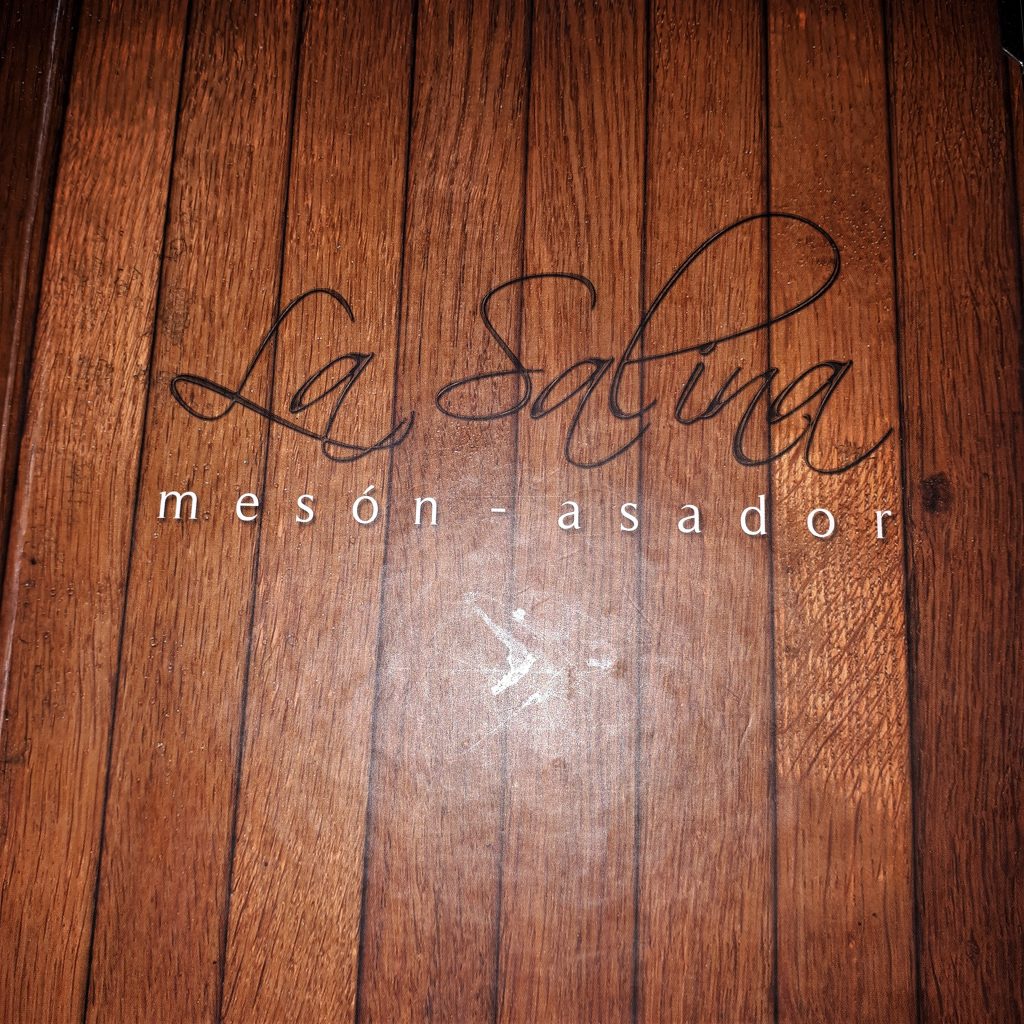 La Salina
mesón - asador